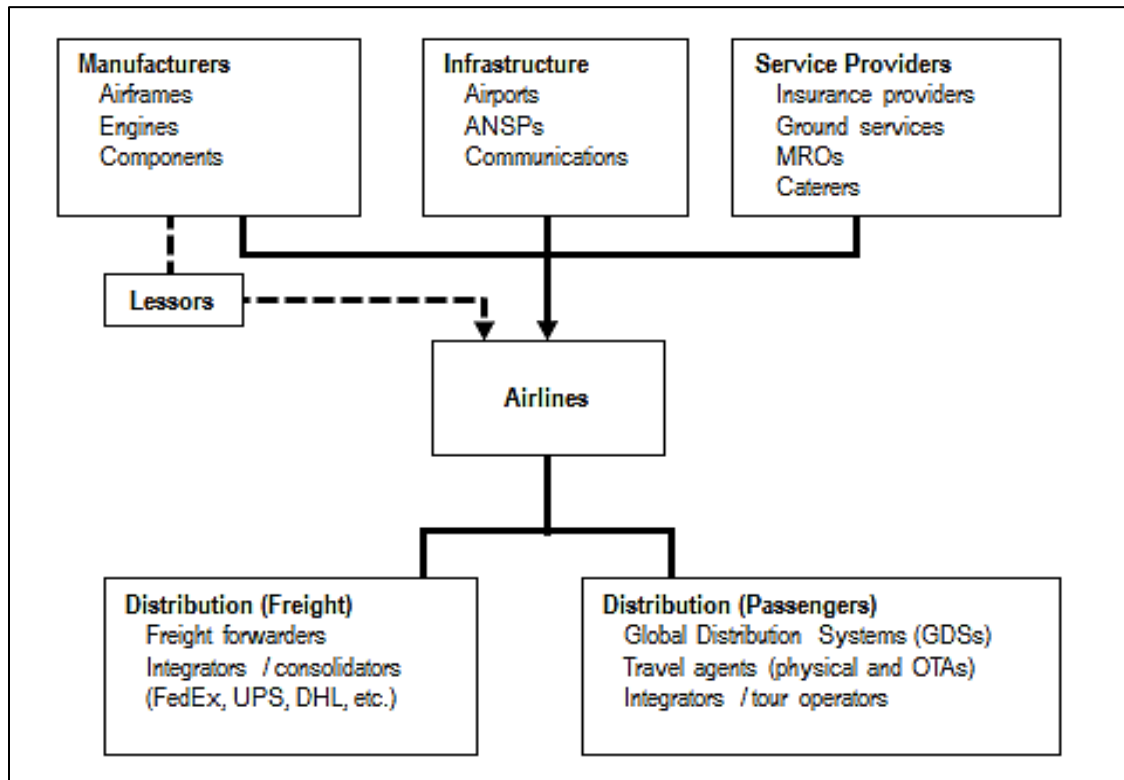 Manufacturers
Airframes
Engines
Components
Infrastructure
Airports
ANSPs
Communications
Service Providers
Insurance providers
Ground services
MROs
Caterers
Lessors
Airlines
Distribution (Freight)
Freight forwarders
Integrators / consolidators
(FedEx, UPS, DHL, etc.)
Distribution (Passengers)
Global Distribution Systems (GDSs)
Travel agents (physical and OTAs)
Integrators / tour operators